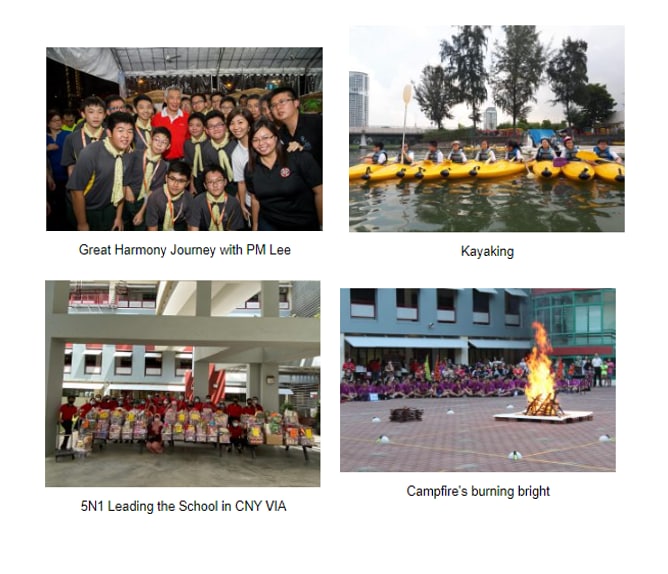 Great Harmony Journey with PM Lee
Kayaking
5N1 Leading the School in CNY VIA
Campfire's burning bright